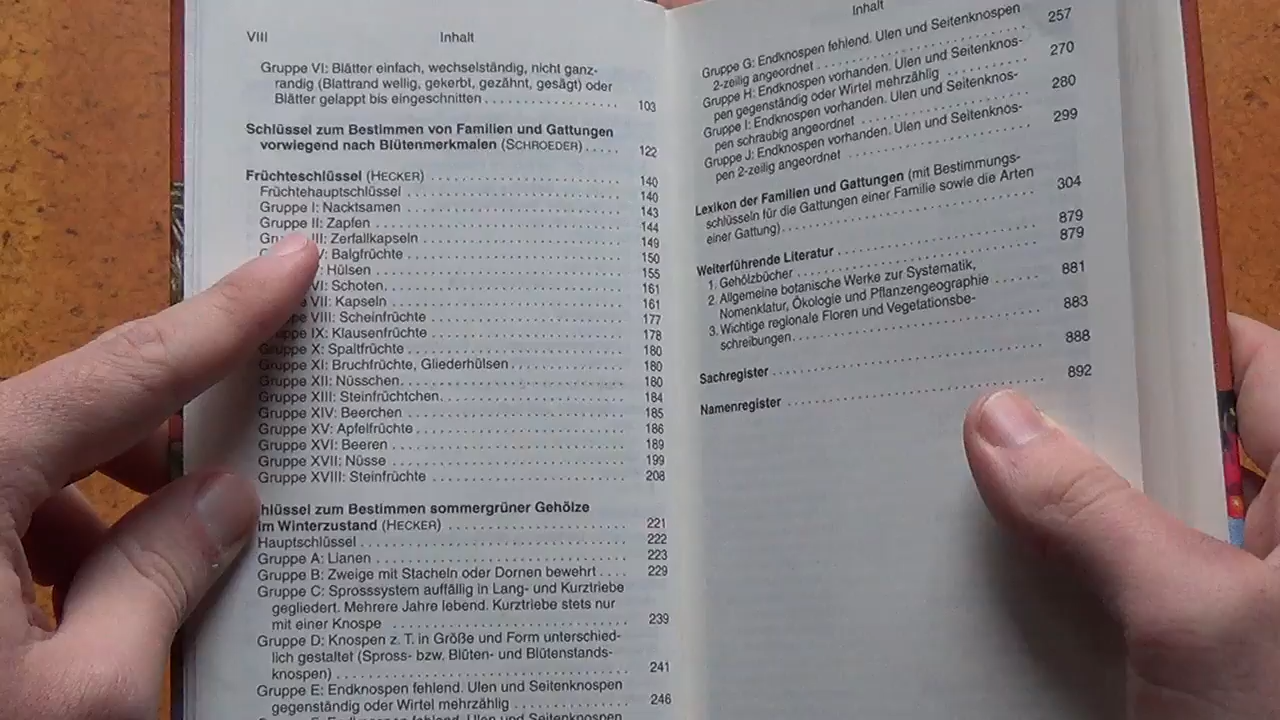 VIII Inhalt
Gruppe VI: Blätter einfach, wechselständig, nicht ganz-
randig (Blattrand wellig, gekerbt, gezähnt, gesägt) oder
Blätter gelappt bis eingeschnitten . . . . . . . . . . . . . . . . . . . . 103
Schlüssel zum Bestimmen von Familien und Gattungen
vorwiegend nach Blütenmerkmalen (SCHROEDER) . . . . . 122
Früchteschlüssel (HECKER) . . . . . . . . . . . . . . . . . . . . 140
Früchtehauptschlüssel . . . . . . . . . . . . . . . . . . . . 140
Gruppe I: Nacktsamen . . . . . . . . . . . . . . . . . . . . 143
Gruppe II: Zapfen . . . . . . . . . . . . . . . . . . . . 144
III: Zerfallkapseln . . . . . . . . . . . . . . . . . . . . 149
Balgfrüchte . . . . . . . . . . . . . . . . . . . . 150
Hülsen . . . . . . . . . . . . . . . . . . . . 155
VI: Schoten . . . . . . . . . . . . . . . . . . . . 161
VII: Kapseln . . . . . . . . . . . . . . . . . . . . 161
VIII: Scheinfrüchte . . . . . . . . . . . . . . . . . . . . 177
IX: Klausenfrüchte . . . . . . . . . . . . . . . . . . . . 178
Gruppe X: Spaltfrüchte . . . . . . . . . . . . . . . . . . . . 180
Gruppe XI: Bruchfrüchte, Gliederhülsen . . . . . . . . . . . . . . 180
Gruppe XII: Nüsschen . . . . . . . . . . . . . . . . . . . . 180
Gruppe XIII: Steinfrüchtchen . . . . . . . . . . . . . . . . . . . . 184
Gruppe XIV: Beerchen . . . . . . . . . . . . . . . . . . . . 185
Gruppe XV: Apfelfrüchte . . . . . . . . . . . . . . . . . . . . 186
Gruppe XVI: Beeren . . . . . . . . . . . . . . . . . . . . 189
Gruppe XVII: Nüsse . . . . . . . . . . . . . . . . . . . . 199
Gruppe XVIII: Steinfrüchte . . . . . . . . . . . . . . . . . . . . 208
hlüssel zum Bestimmen sommergrüner Gehölze
im Winterzustand (HECKER) . . . . . . . . . . . . . . . . . . . . 221
Hauptschlüssel . . . . . . . . . . . . . . . . . . . . 222
Gruppe A: Lianen . . . . . . . . . . . . . . . . . . . . 223
Gruppe B: Zweige mit Stacheln oder Dornen bewehrt . . . . 229
Gruppe C: Sprosssystem auffällig in Lang- und Kurztriebe
gegliedert. Mehrere Jahre lebend. Kurztriebe stets nur
mit einer Knospe . . . . . . . . . . . . . . . . . . . . 239
Gruppe D: Knospen z. T. in Größe und Form unterschied-
lich gestaltet (Spross- bzw. Blüten- und Blütenstands-
knospen) . . . . . . . . . . . . . . . . . . . . 241
Gruppe E: Endknospen fehlend. Ulen und Seitenknospen
gegenständig oder Wirtel mehrzählig . . . . . . . . . . . . . . 246
Endknospen fehlend. Ulen und Seitenknospen
Inhalt
Gruppe G: Endknospen fehlend. Ulen und Seitenknospen
2-zeilig angeordnet . . . . . . . . . . . . . . . . . . . . 257
Gruppe H: Endknospen vorhanden. Ulen und Seitenknos-
pen gegenständig oder Wirtel mehrzählig . . . . . . . . . . 270
Gruppe I: Endknospen vorhanden. Ulen und Seitenknos-
pen schraubig angeordnet . . . . . . . . . . . . . . . . . . . . 280
Gruppe J: Endknospen vorhanden. Ulen und Seitenknos-
pen 2-zeilig angeordnet . . . . . . . . . . . . . . . . . . . . 299
Lexikon der Familien und Gattungen (mit Bestimmungs-
schlüsseln für die Gattungen einer Familie sowie die Arten
einer Gattung) . . . . . . . . . . . . . . . . . . . . 304
Weiterführende Literatur . . . . . . . . . . . . . . . . . . . . 879
1. Gehölzbücher . . . . . . . . . . . . . . . . . . . . 879
2. Allgemeine botanische Werke zur Systematik,
Nomenklatur, Ökologie und Pflanzengeographie . . . . . . 881
3. Wichtige regionale Floren und Vegetationsbe-
schreibungen . . . . . . . . . . . . . . . . . . . . 883
Sachregister . . . . . . . . . . . . . . . . . . . . 888
Namenregister . . . . . . . . . . . . . . . . . . . . 892